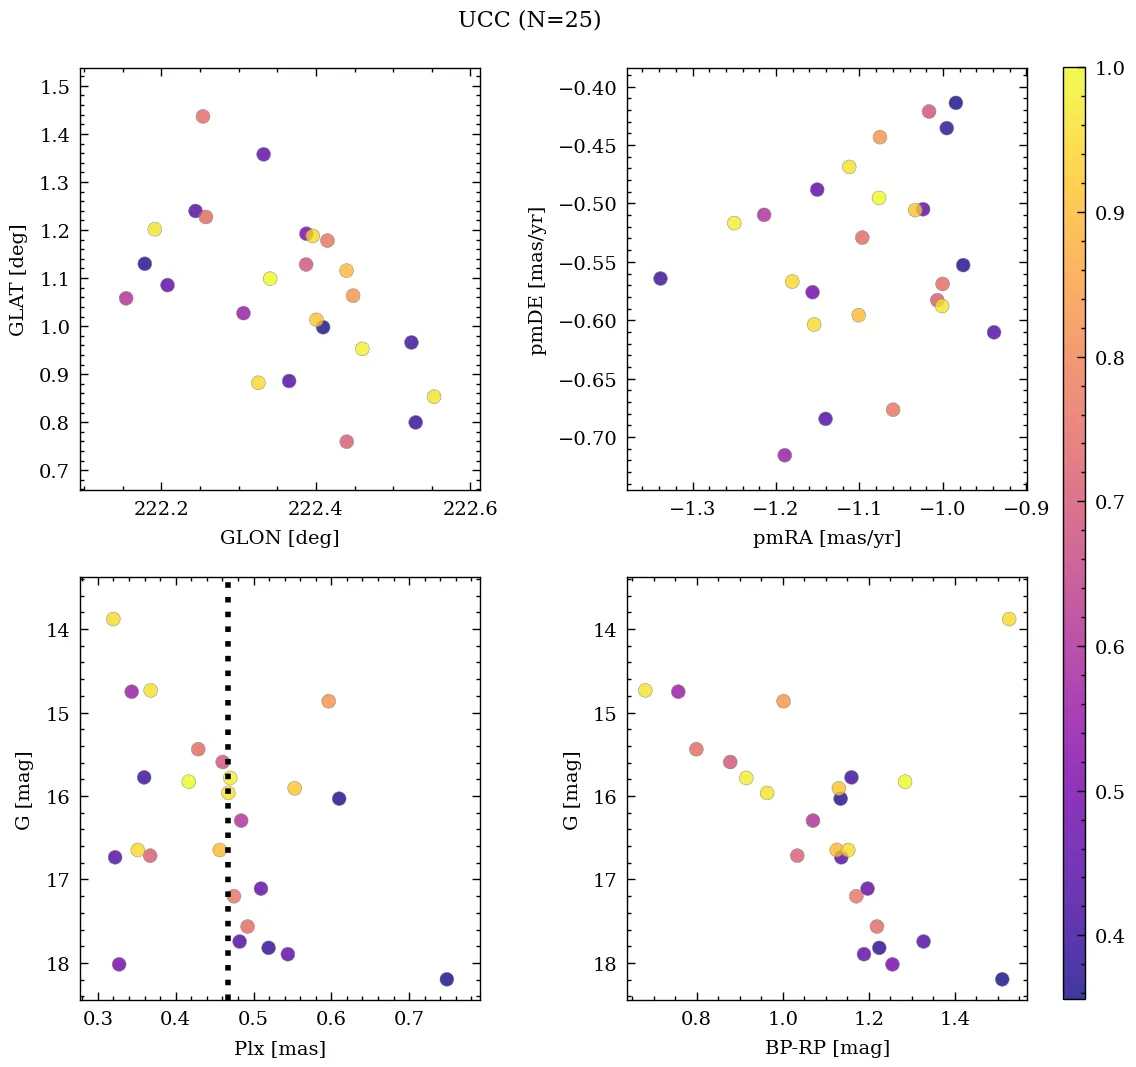 UCC (N=25)
1.5
1.4
1.3
1.2
1.1
1.0
0.9
0.8
0.7
GLAT [deg]
222.2 222.4 222.6
GLON [deg]
−0.40
−0.45
−0.50
−0.55
−0.60
−0.65
−0.70
pmDE [mas/yr]
−1.3 −1.2 −1.1 −1.0 −0.9
pmRA [mas/yr]
14
15
16
17
18
G [mag]
0.3 0.4 0.5 0.6 0.7
Plx [mas]
14
15
16
17
18
G [mag]
0.8 1.0 1.2 1.4
BP-RP [mag]
1.0
0.9
0.8
0.7
0.6
0.5
0.4